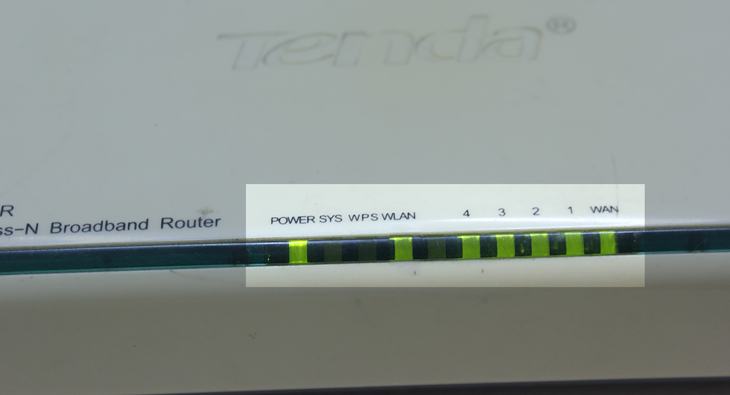 Tenda®
R
ss-N Broadband Router
POWER SYS WPS WLAN 4 3 2 1 WAN